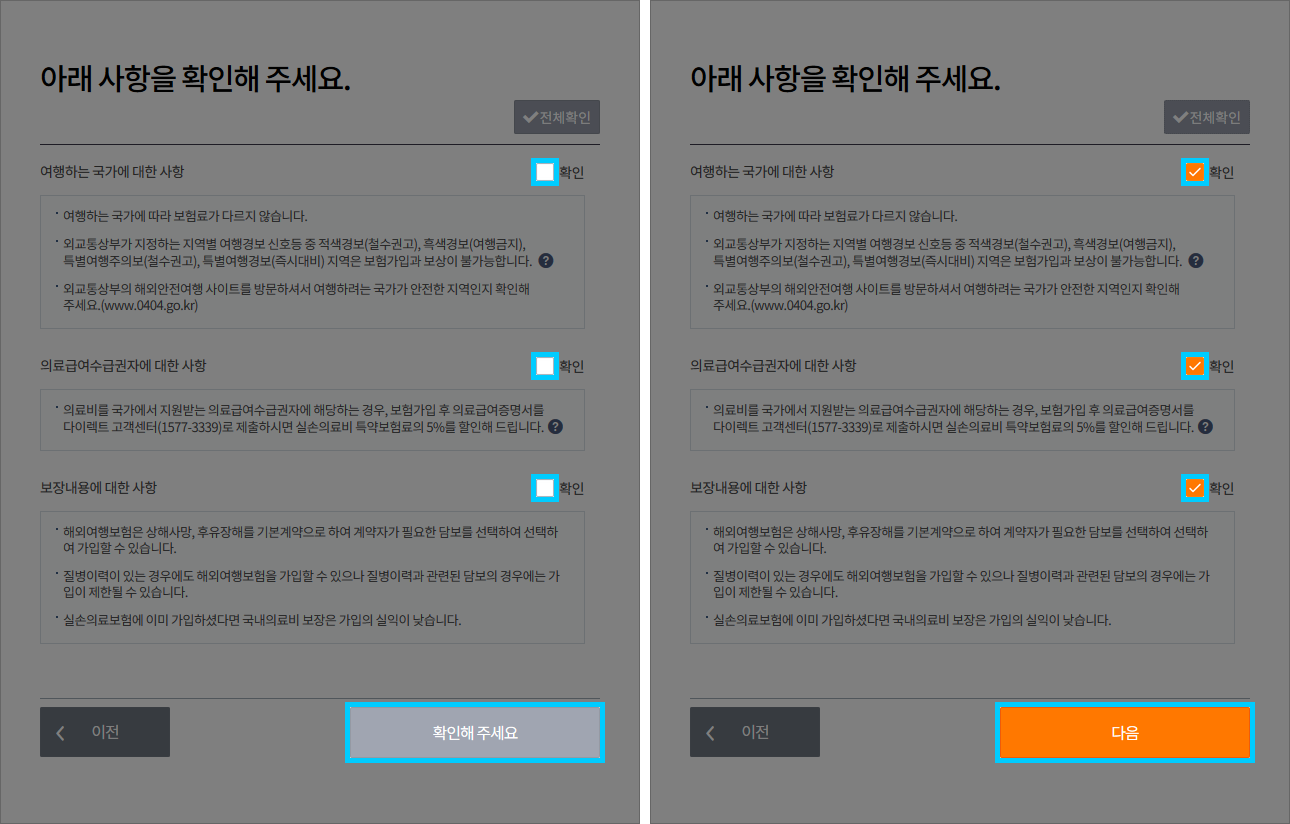 아래 사항을 확인해 주세요.
전체확인
여행하는 국가에 대한 사항
확인
· 여행하는 국가에 따라 보험료가 다르지 않습니다.
· 외교통상부가 지정하는 지역별 여행경보 신호등 중 적색경보(철수권고), 흑색경보(여행금지),
특별여행주의보(철수권고), 특별여행경보(즉시대비) 지역은 보험가입과 보상이 불가능합니다. ?
· 외교통상부의 해외안전여행 사이트를 방문하셔서 여행하려는 국가가 안전한 지역인지 확인해
주세요.(www.0404.go.kr)
의료급여수급권자에 대한 사항
확인
· 의료비를 국가에서 지원받는 의료급여수급권자에 해당하는 경우, 보험가입 후 의료급여증명서를
다이렉트 고객센터(1577-3339)로 제출하시면 실손의료비 특약보험료의 5%를 할인해 드립니다. ?
보장내용에 대한 사항
확인
· 해외여행보험은 상해사망, 후유장해를 기본계약으로 하여 계약자가 필요한 담보를 선택하여 선택하
여 가입할 수 있습니다.
· 질병이력이 있는 경우에도 해외여행보험을 가입할 수 있으나 질병이력과 관련된 담보의 경우에는 가
입이 제한될 수 있습니다.
· 실손의료보험에 이미 가입하셨다면 국내의료비 보장은 가입의 실익이 낮습니다.
이전
확인해 주세요
아래 사항을 확인해 주세요.
전체확인
여행하는 국가에 대한 사항
확인
· 여행하는 국가에 따라 보험료가 다르지 않습니다.
· 외교통상부가 지정하는 지역별 여행경보 신호등 중 적색경보(철수권고), 흑색경보(여행금지),
특별여행주의보(철수권고), 특별여행경보(즉시대비) 지역은 보험가입과 보상이 불가능합니다. ?
· 외교통상부의 해외안전여행 사이트를 방문하셔서 여행하려는 국가가 안전한 지역인지 확인해
주세요.(www.0404.go.kr)
의료급여수급권자에 대한 사항
확인
· 의료비를 국가에서 지원받는 의료급여수급권자에 해당하는 경우, 보험가입 후 의료급여증명서를
다이렉트 고객센터(1577-3339)로 제출하시면 실손의료비 특약보험료의 5%를 할인해 드립니다. ?
보장내용에 대한 사항
확인
· 해외여행보험은 상해사망, 후유장해를 기본계약으로 하여 계약자가 필요한 담보를 선택하여 선택하
여 가입할 수 있습니다.
· 질병이력이 있는 경우에도 해외여행보험을 가입할 수 있으나 질병이력과 관련된 담보의 경우에는 가
입이 제한될 수 있습니다.
· 실손의료보험에 이미 가입하셨다면 국내의료비 보장은 가입의 실익이 낮습니다.
이전
다음